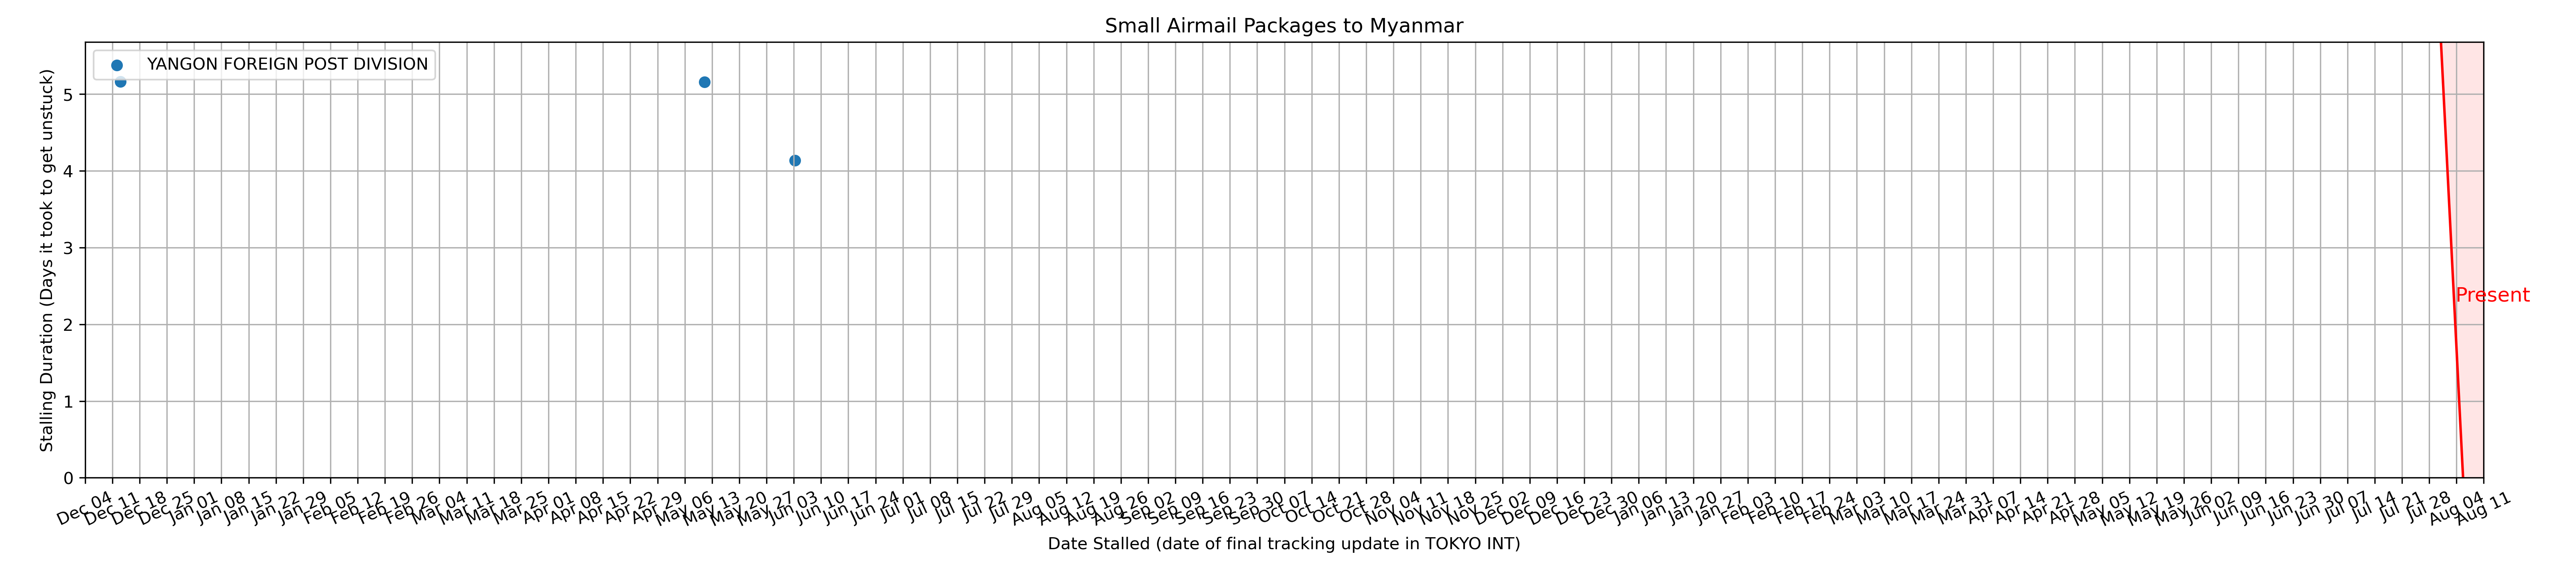 Small Airmail Packages to Myanmar
YANGON FOREIGN POST DIVISION
Stalling Duration (Days it took to get unstuck)
5
4
3
2
1
0
Present
Dec 04
Dec 11
Dec 18
Dec 25
Jan 01
Jan 08
Jan 15
Jan 22
Jan 29
Feb 05
Feb 12
Feb 19
Feb 26
Mar 04
Mar 11
Mar 18
Mar 25
Apr 01
Apr 08
Apr 15
Apr 22
Apr 29
May 06
May 13
May 20
May 27
Jun 03
Jun 10
Jun 17
Jun 24
Jul 01
Jul 08
Jul 15
Jul 22
Jul 29
Aug 05
Aug 12
Aug 19
Aug 26
Sep 02
Sep 09
Sep 16
Sep 23
Sep 30
Oct 07
Oct 14
Oct 21
Oct 28
Nov 04
Nov 11
Nov 18
Nov 25
Dec 02
Dec 09
Dec 16
Dec 23
Dec 30
Jan 06
Jan 13
Jan 20
Jan 27
Feb 03
Feb 10
Feb 17
Feb 24
Mar 03
Mar 10
Mar 17
Mar 24
Mar 31
Apr 07
Apr 14
Apr 21
Apr 28
May 05
May 12
May 19
May 26
Jun 02
Jun 09
Jun 16
Jun 23
Jun 30
Jul 07
Jul 14
Jul 21
Jul 28
Aug 04
Aug 11
Date Stalled (date of final tracking update in TOKYO INT)